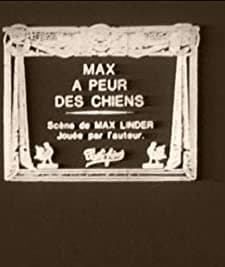 MAX
A PEUR
DES CHIENS
Scène de MAX LINDER
Jouée par l'auteur.